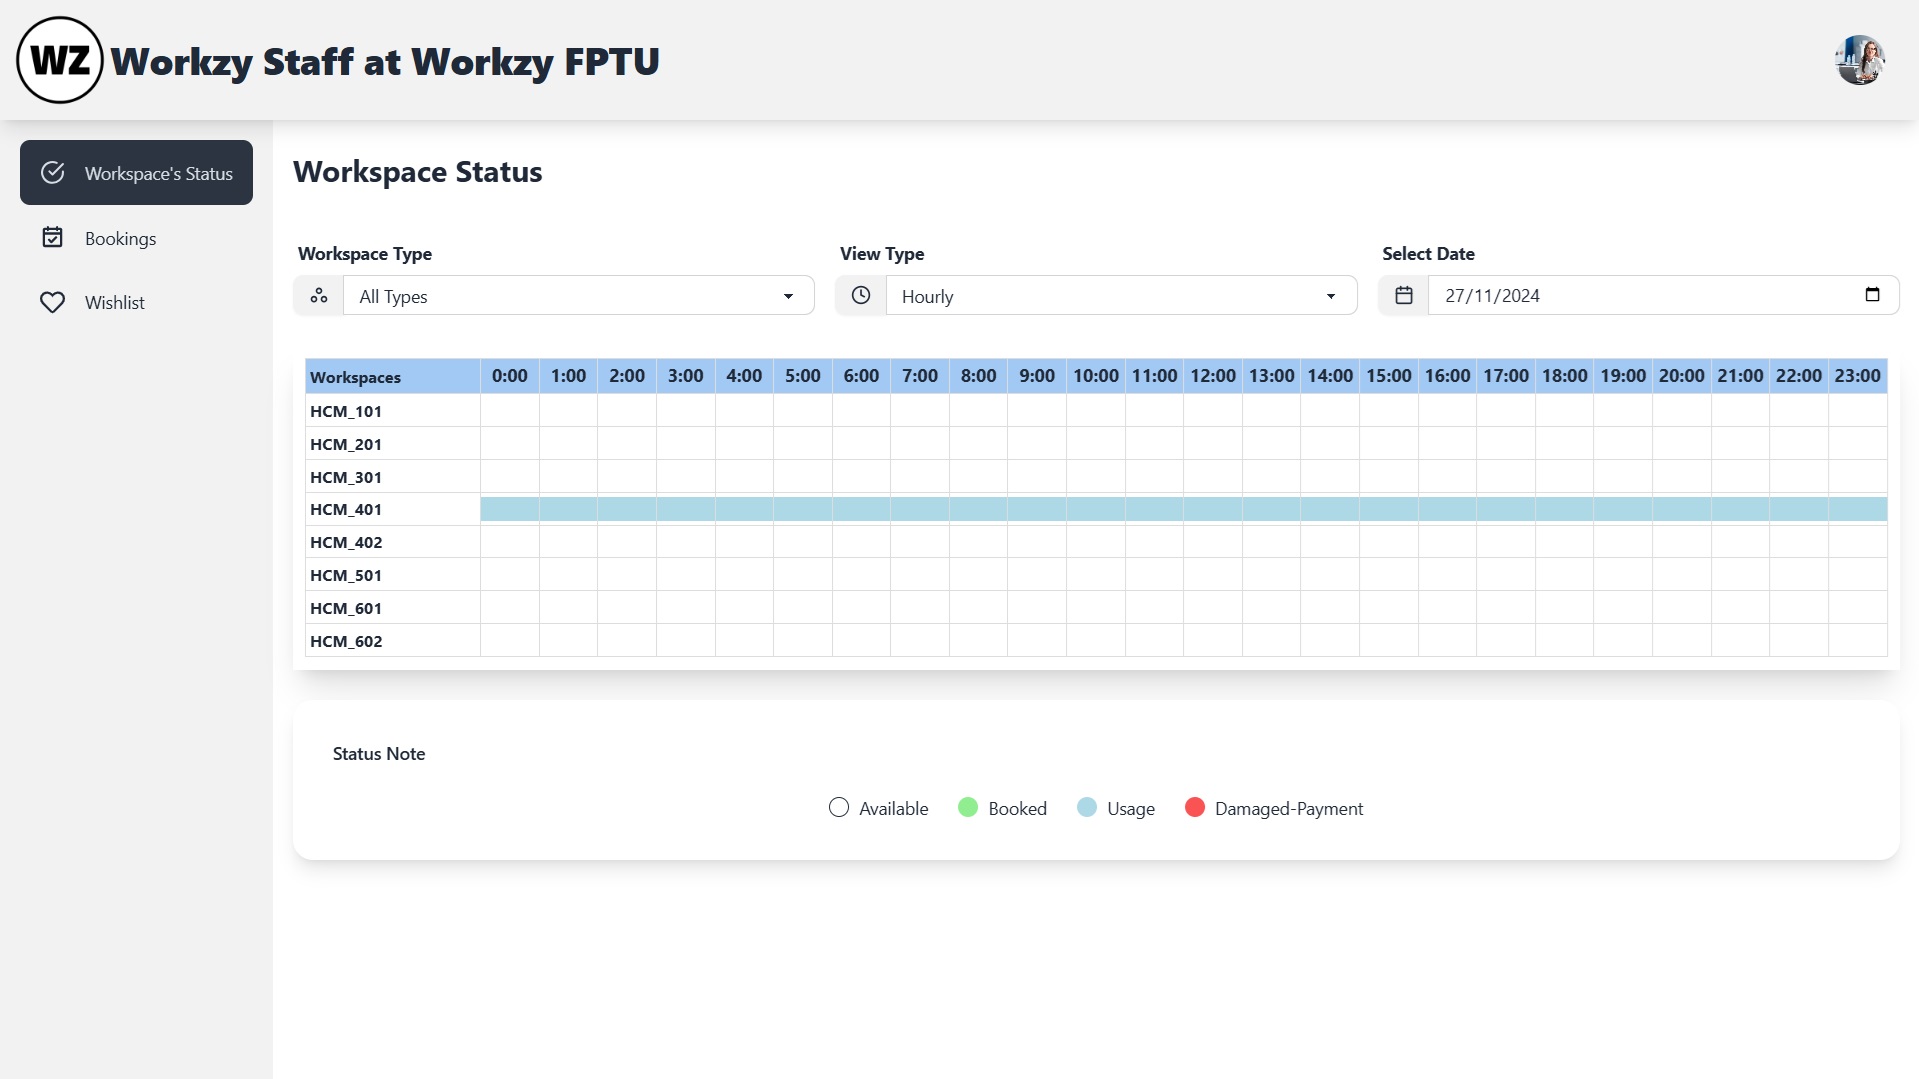 WZ Workzy Staff at Workzy FPTU
Workspace's Status
Bookings
Wishlist
Workspace Status
Workspace Type View Type Select Date
All Types Hourly 27/11/2024
Workspaces 0:00 1:00 2:00 3:00 4:00 5:00 6:00 7:00 8:00 9:00 10:00 11:00 12:00 13:00 14:00 15:00 16:00 17:00 18:00 19:00 20:00 21:00 22:00 23:00
HCM_101
HCM_201
HCM_301
HCM_401
HCM_402
HCM_501
HCM_601
HCM_602
Status Note
Available Booked Usage Damaged-Payment